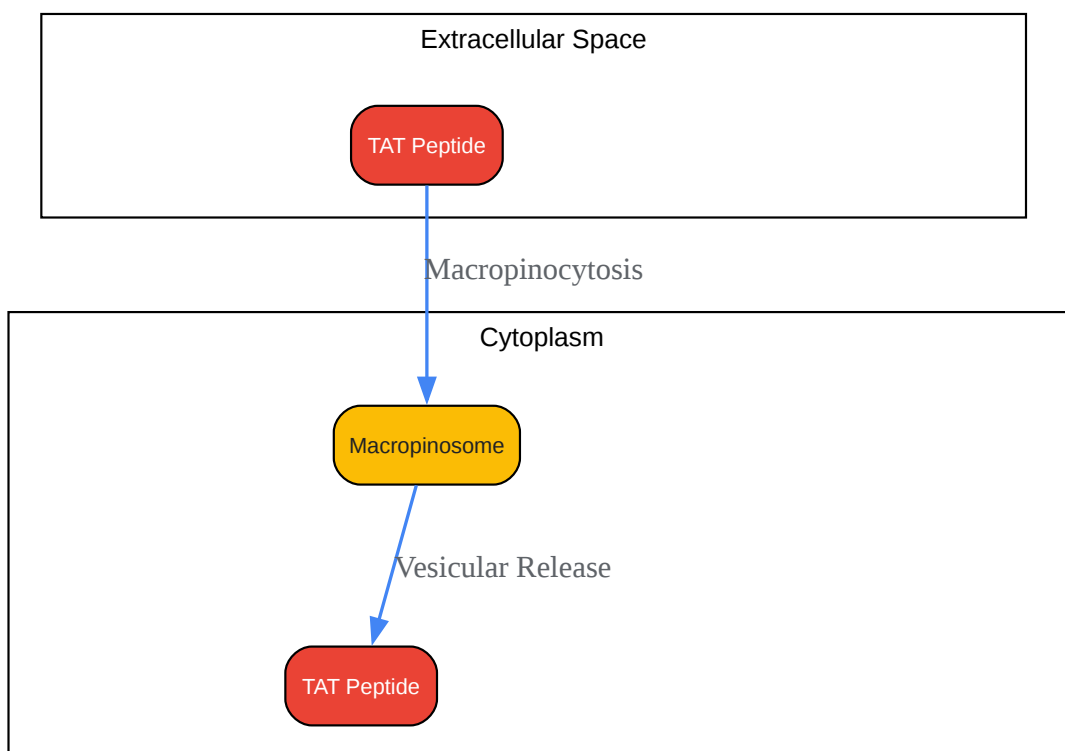 Extracellular Space
TAT Peptide
Macropinocytosis
Cytoplasm
Macropinosome
Vesicular Release
TAT Peptide